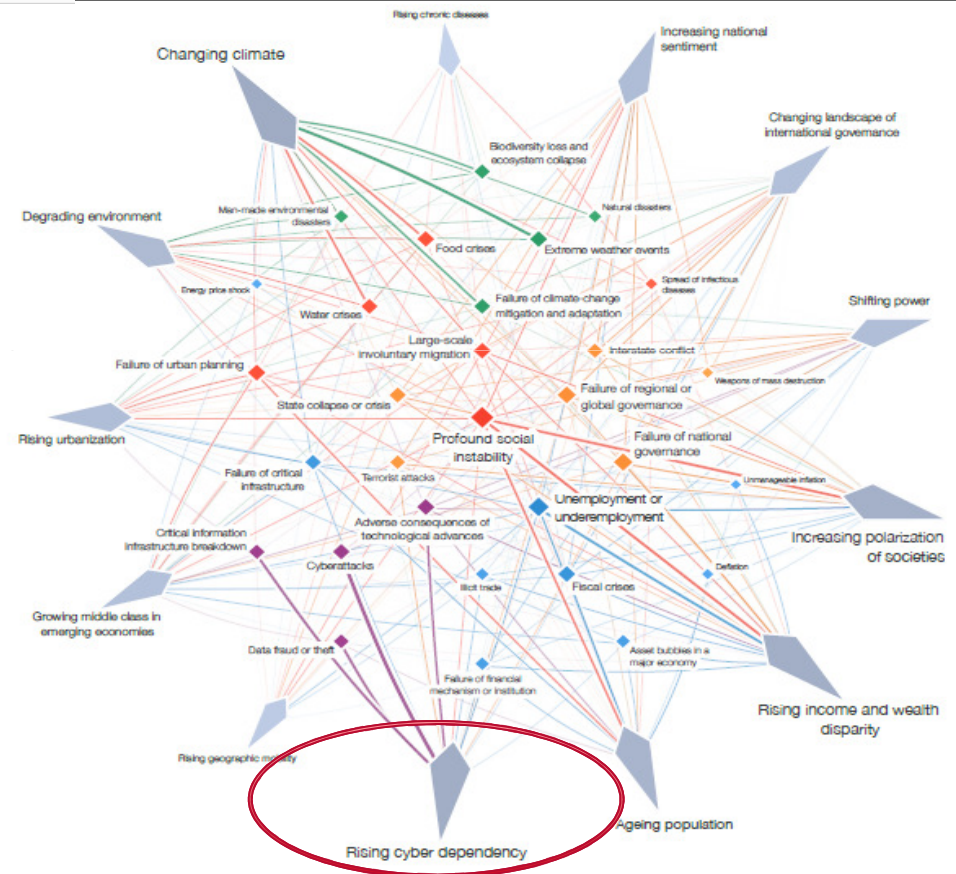 Rising chronic diseases
Increasing national
sentiment
Changing climate
Changing landscape of
international governance
Biodiversity loss and
ecosystem collapse
Degrading environment
Man-made environmental
disasters
Natural disasters
Food crises
Extreme weather events
Energy price shock
Spread of infectious
diseases
Water crises
Failure of climate-change
mitigation and adaptation
Shifting power
Large-scale
involuntary migration
Interstate conflict
Failure of urban planning
Weapons of mass destruction
State collapse or crisis
Failure of regional or
global governance
Rising urbanization
Profound social
instability
Failure of national
governance
Failure of critical
infrastructure
Terrorist attacks
Unmanageable inflation
Unemployment or
underemployment
Adverse consequences of
technological advances
Critical information
infrastructure breakdown
Cyberattacks
Increasing polarization
of societies
Illicit trade
Fiscal crises
Deflation
Growing middle class in
emerging economies
Data fraud or theft
Asset bubbles in a
major economy
Failure of financial
mechanism or institution
Rising income and wealth
disparity
Rising geographic mobility
Ageing population
Rising cyber dependency